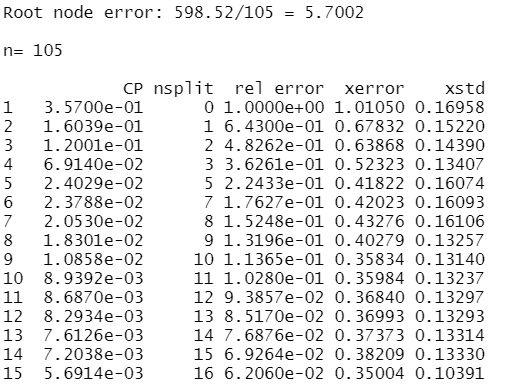 Root node error: 598.52/105 = 5.7002
n= 105
CP nsplit rel error xerror xstd
1 3.5700e-01 0 1.0000e+00 1.01050 0.16958
2 1.6039e-01 1 6.4300e-01 0.67832 0.15220
3 1.2001e-01 2 4.8262e-01 0.63868 0.14390
4 6.9140e-02 3 3.6261e-01 0.52323 0.13407
5 2.4029e-02 5 2.2433e-01 0.41822 0.16074
6 2.3788e-02 7 1.7627e-01 0.42023 0.16093
7 2.0530e-02 8 1.5248e-01 0.43276 0.16106
8 1.8301e-02 9 1.3196e-01 0.40279 0.13257
9 1.0858e-02 10 1.1365e-01 0.35834 0.13140
10 8.9392e-03 11 1.0280e-01 0.35984 0.13237
11 8.6870e-03 12 9.3857e-02 0.36840 0.13297
12 8.2934e-03 13 8.5170e-02 0.36993 0.13293
13 7.6126e-03 14 7.6876e-02 0.37373 0.13314
14 7.2038e-03 15 6.9264e-02 0.38209 0.13330
15 5.6914e-03 16 6.2060e-02 0.35004 0.10391